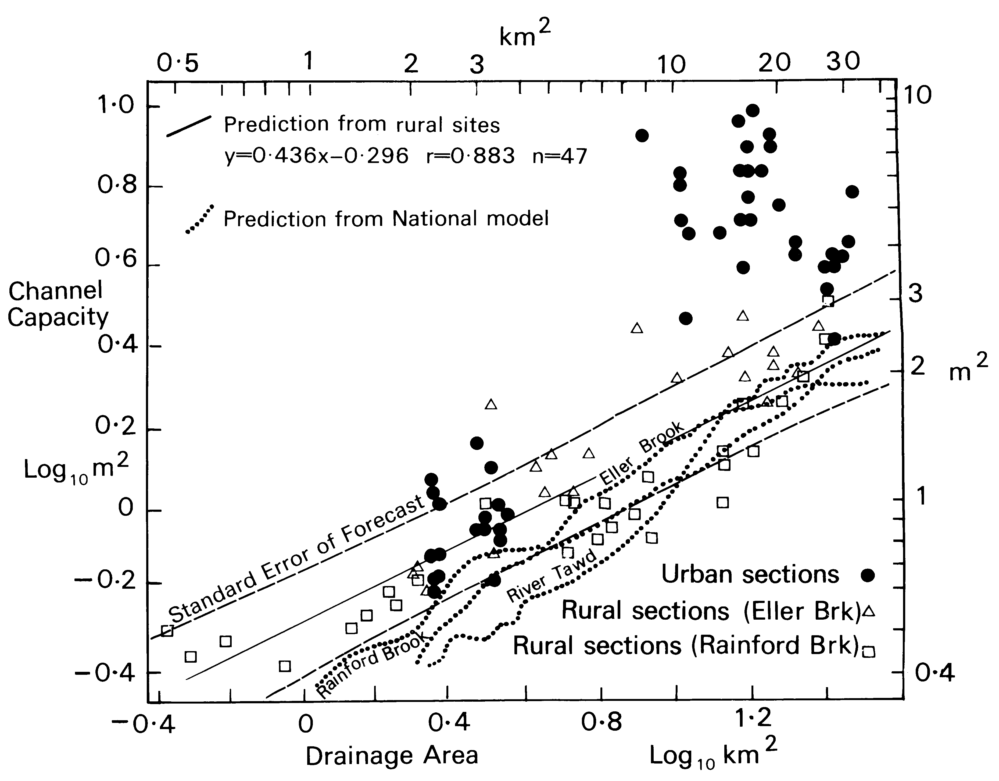 km²
0·5 1 2 3 10 20 30
1·0
0·8
0·6
0·4
0·2
0
−0·2
−0·4
Channel
Capacity
Log₁₀ m²
Prediction from rural sites
y=0·436x−0·296 r=0·883 n=47
Prediction from National model
Standard Error of Forecast
Eller Brook
River Tawd
Rainford Brook
Urban sections
Rural sections (Eller Brk)
Rural sections (Rainford Brk)
10
3
2
m²
1
0·4
−0·4 0 0·4 0·8 1·2
Drainage Area Log₁₀ km²